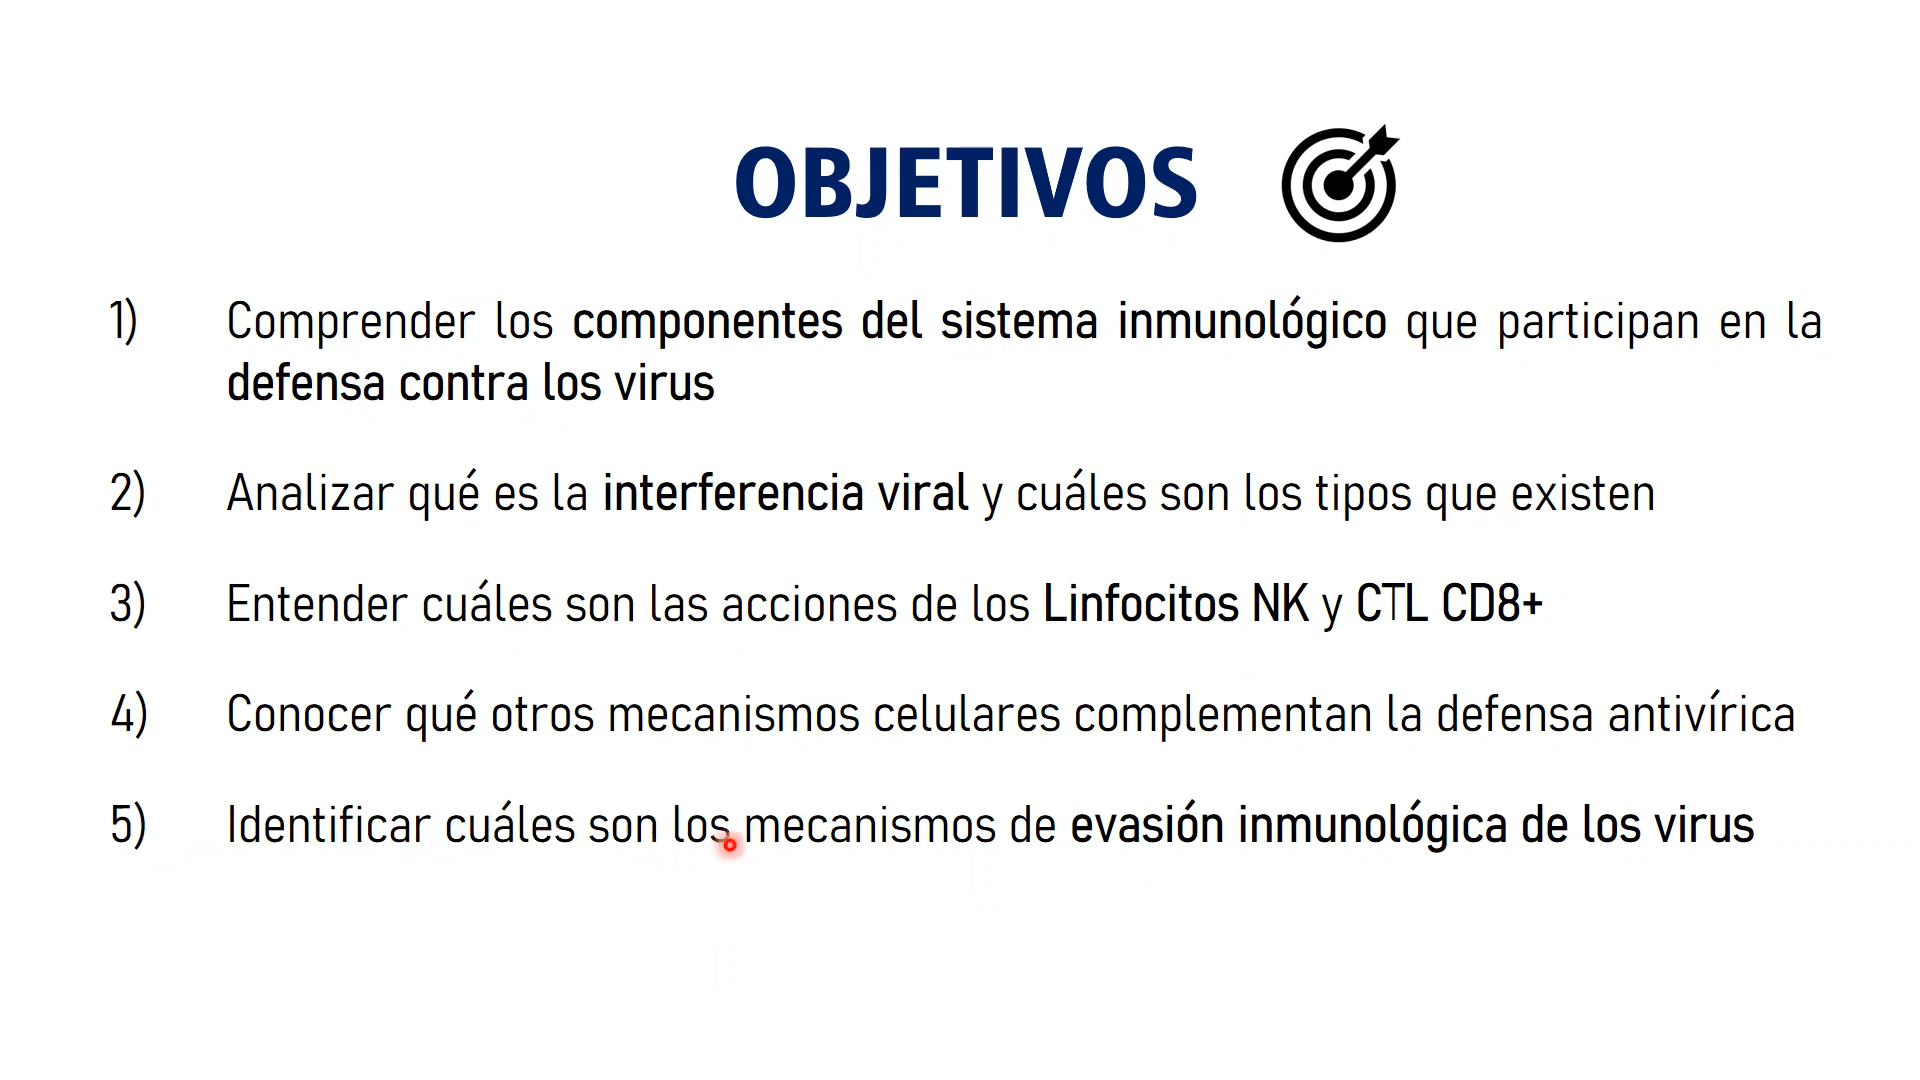 OBJETIVOS
1) Comprender los componentes del sistema inmunológico que participan en la
defensa contra los virus
2) Analizar qué es la interferencia viral y cuáles son los tipos que existen
3) Entender cuáles son las acciones de los Linfocitos NK y CTL CD8+
4) Conocer qué otros mecanismos celulares complementan la defensa antivírica
5) Identificar cuáles son los mecanismos de evasión inmunológica de los virus